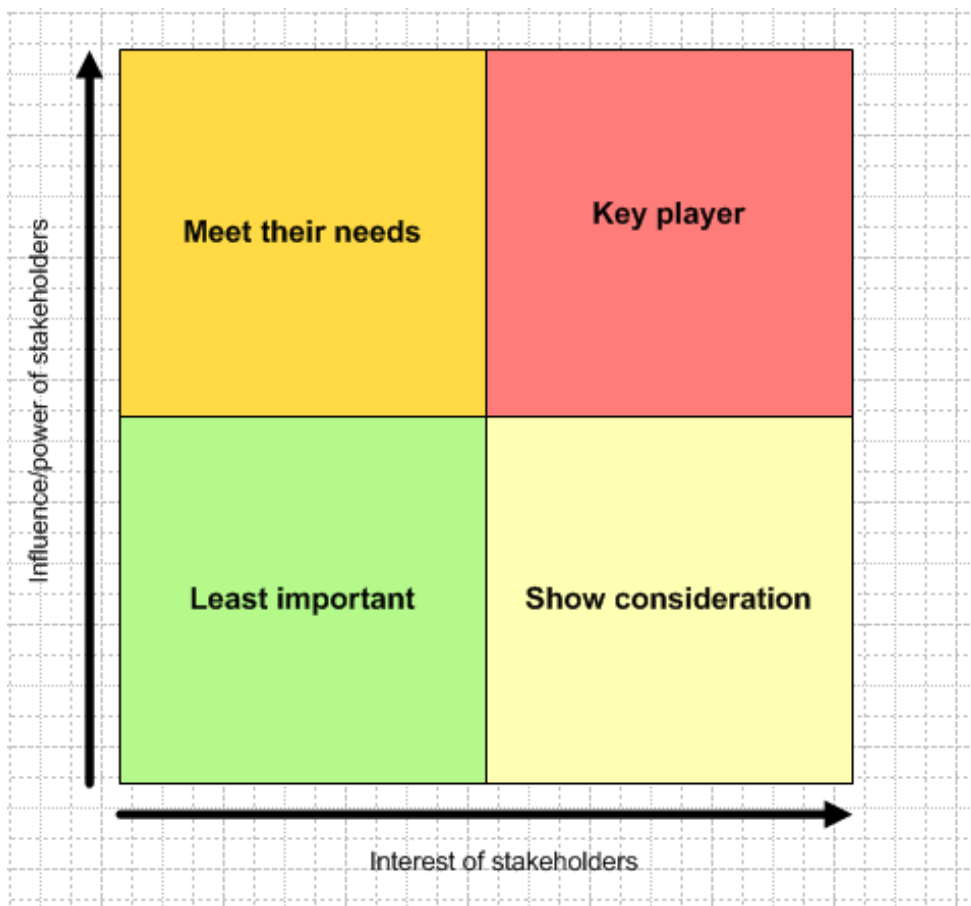 Influence/power of stakeholders
Meet their needs
Key player
Least important
Show consideration
Interest of stakeholders